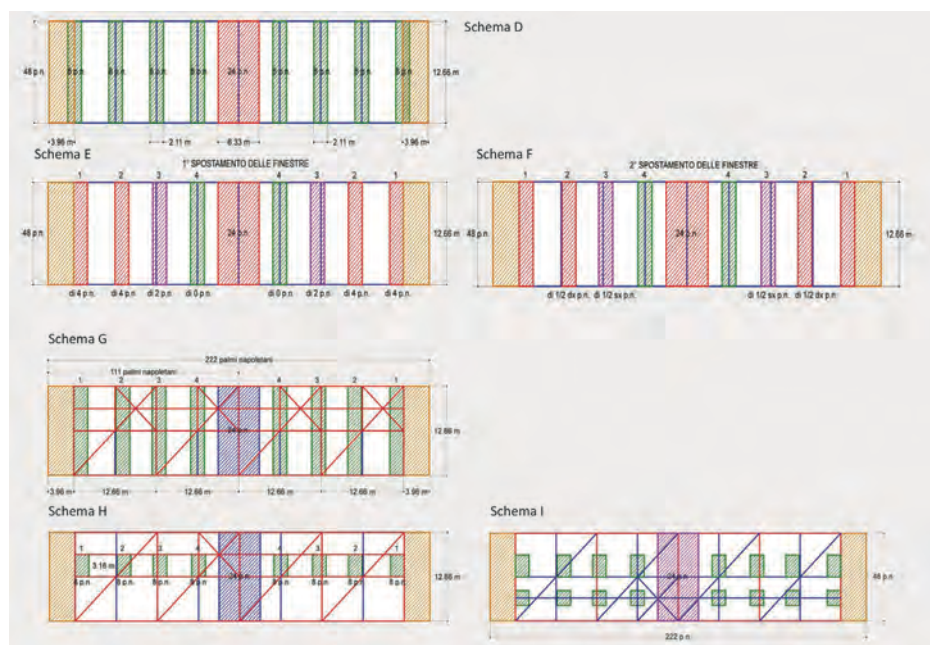 Schema D
48 p.n. 8 p.n. 8 p.n. 8 p.n. 8 p.n. 24 p.n. 8 p.n. 8 p.n. 8 p.n. 8 p.n. 12.66 m
3.96 m 2.11 m 6.33 m 2.11 m 3.96 m
Schema E
1° SPOSTAMENTO DELLE FINESTRE
1 2 3 4 4 3 2 1
48 p.n. 24 p.n. 12.66 m
di 4 p.n. di 4 p.n. di 2 p.n. di 0 p.n. di 0 p.n. di 2 p.n. di 4 p.n. di 4 p.n.
Schema F
2° SPOSTAMENTO DELLE FINESTRE
1 2 3 4 4 3 2 1
48 p.n. 24 p.n. 12.66 m
di 1/2 dx p.n. di 1/2 sx p.n. di 1/2 sx p.n. di 1/2 dx p.n.
Schema G
222 palmi napoletani
111 palmi napoletani
1 2 3 4 4 3 2 1
24 p.n. 12.66 m
3.96 m 12.66 m 12.66 m 12.66 m 12.66 m 3.96 m
Schema H
1 2 3 4 4 3 2 1
3.16 m
8 p.n. 8 p.n. 8 p.n. 8 p.n. 24 p.n. 8 p.n. 8 p.n. 8 p.n. 8 p.n. 12.66 m
Schema I
24 p.n. 48 p.n.
222 p.n.